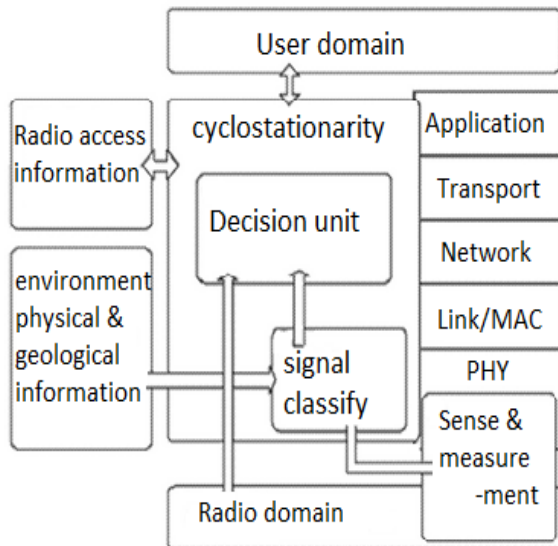 User domain
Radio access
information
cyclostationarity
Decision unit
environment
physical &
geological
information
signal
classify
Application
Transport
Network
Link/MAC
PHY
Sense &
measure
-ment
Radio domain